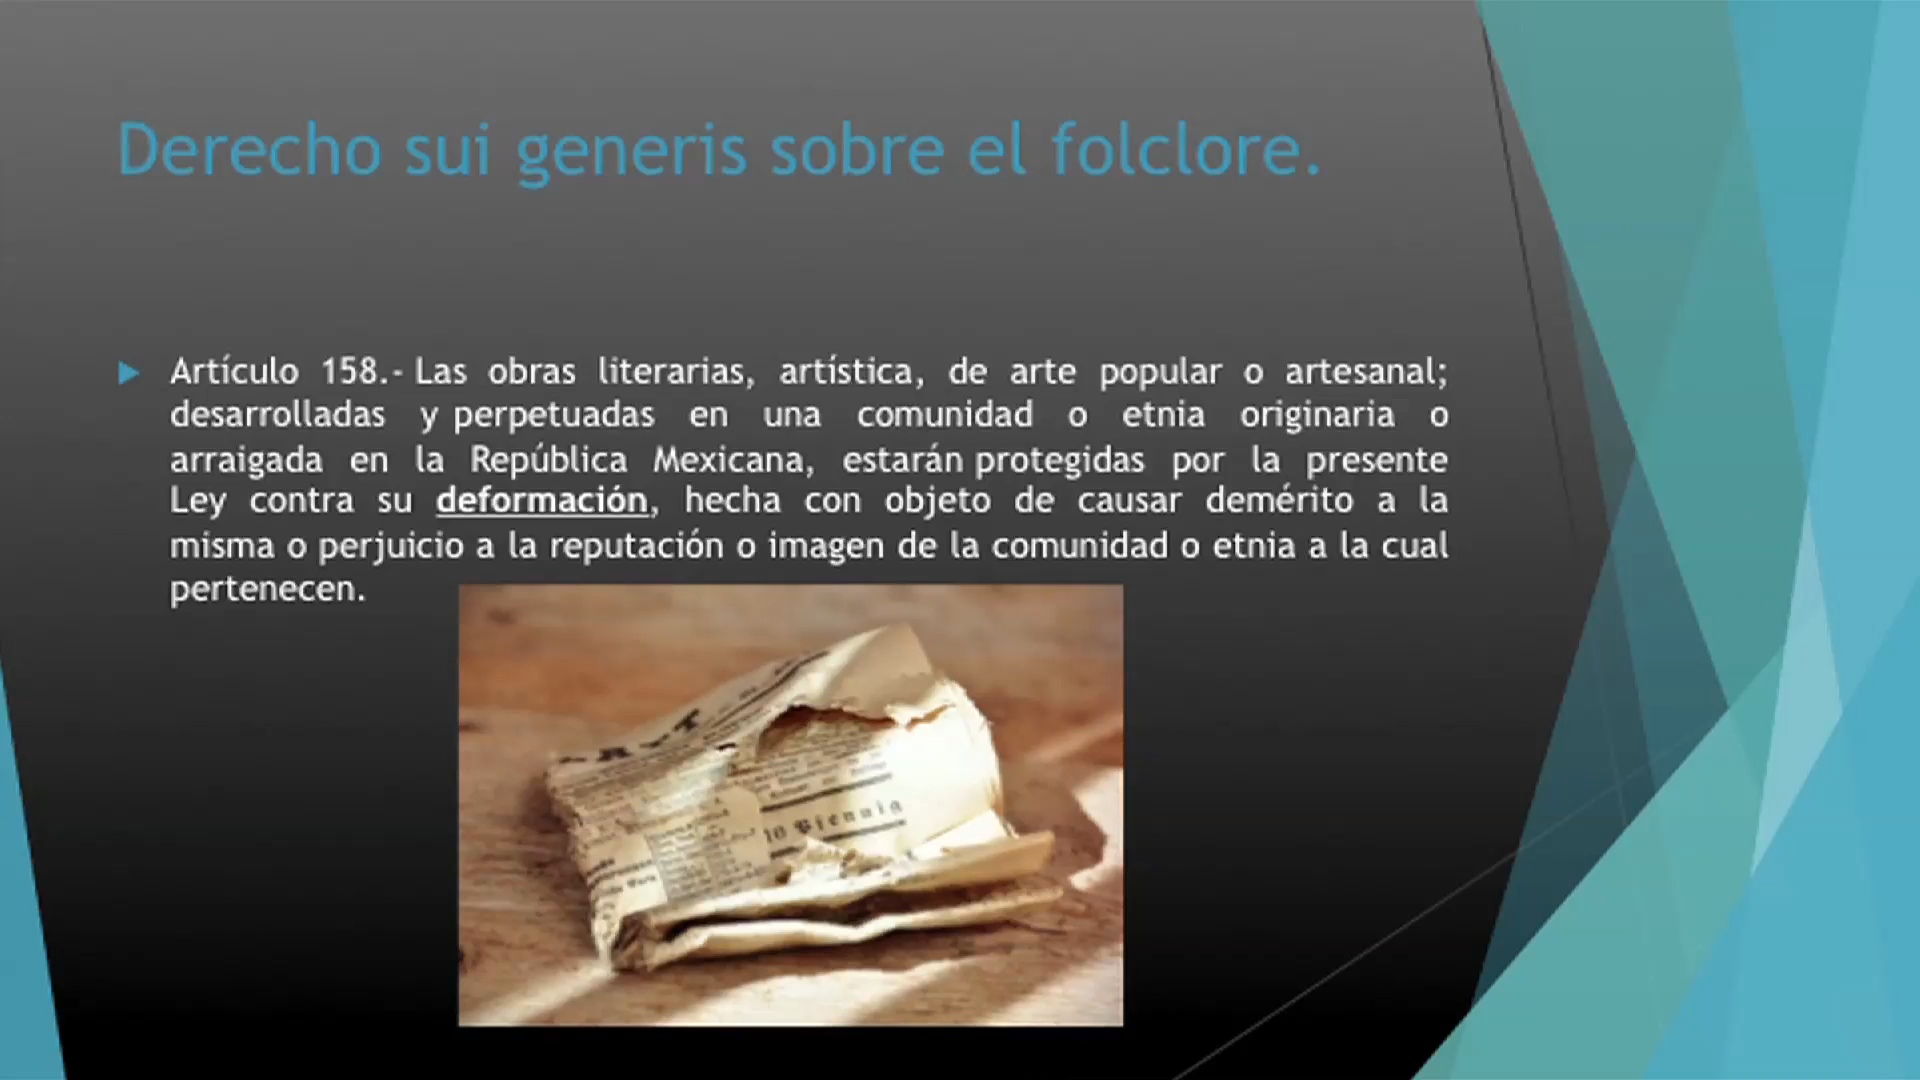 Derecho sui generis sobre el folclore.
Artículo 158.- Las obras literarias, artística, de arte popular o artesanal;
desarrolladas y perpetuadas en una comunidad o etnia originaria o
arraigada en la República Mexicana, estarán protegidas por la presente
Ley contra su deformación, hecha con objeto de causar demérito a la
misma o perjuicio a la reputación o imagen de la comunidad o etnia a la cual
pertenecen.